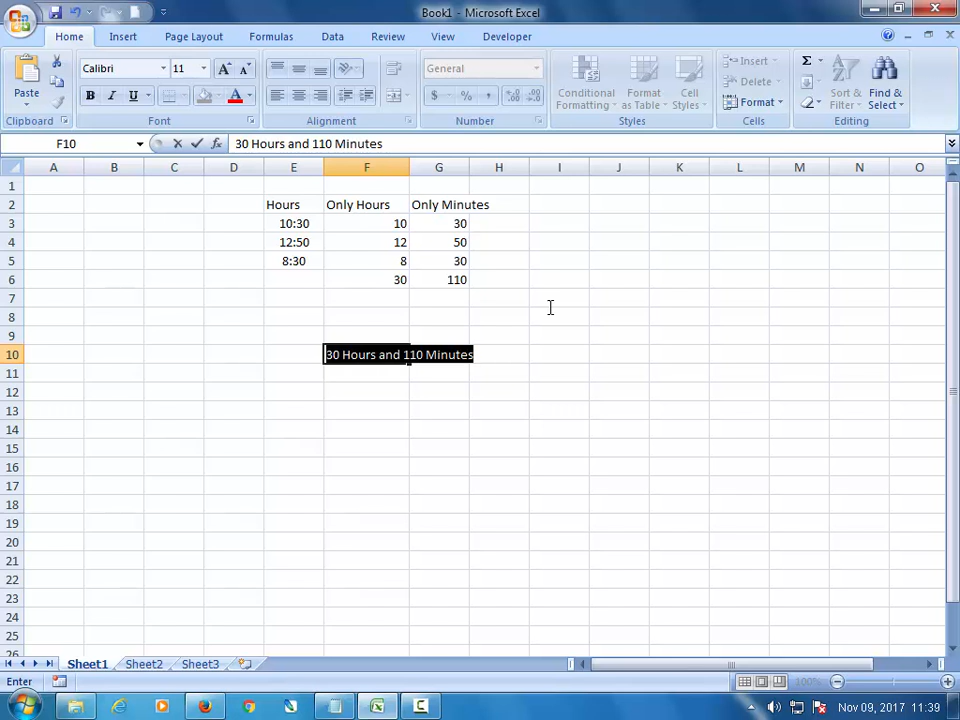 Book1 - Microsoft Excel
Home Insert Page Layout Formulas Data Review View Developer
Paste Calibri 11 A A General Conditional Formatting Format as Table Cell Styles Insert Delete Format Sort & Filter Find & Select
B I U A $ % , Σ
Clipboard Font Alignment Number Styles Cells Editing
F10 fx 30 Hours and 110 Minutes
A B C D E F G H I J K L M N O
1
2 Hours Only Hours Only Minutes
3 10:30 10 30
4 12:50 12 50
5 8:30 8 30
6 30 110
7
8
9
10 30 Hours and 110 Minutes
11
12
13
14
15
16
17
18
19
20
21
22
23
24
25
26
Sheet1 Sheet2 Sheet3
Enter 100%
Nov 09, 2017 11:39